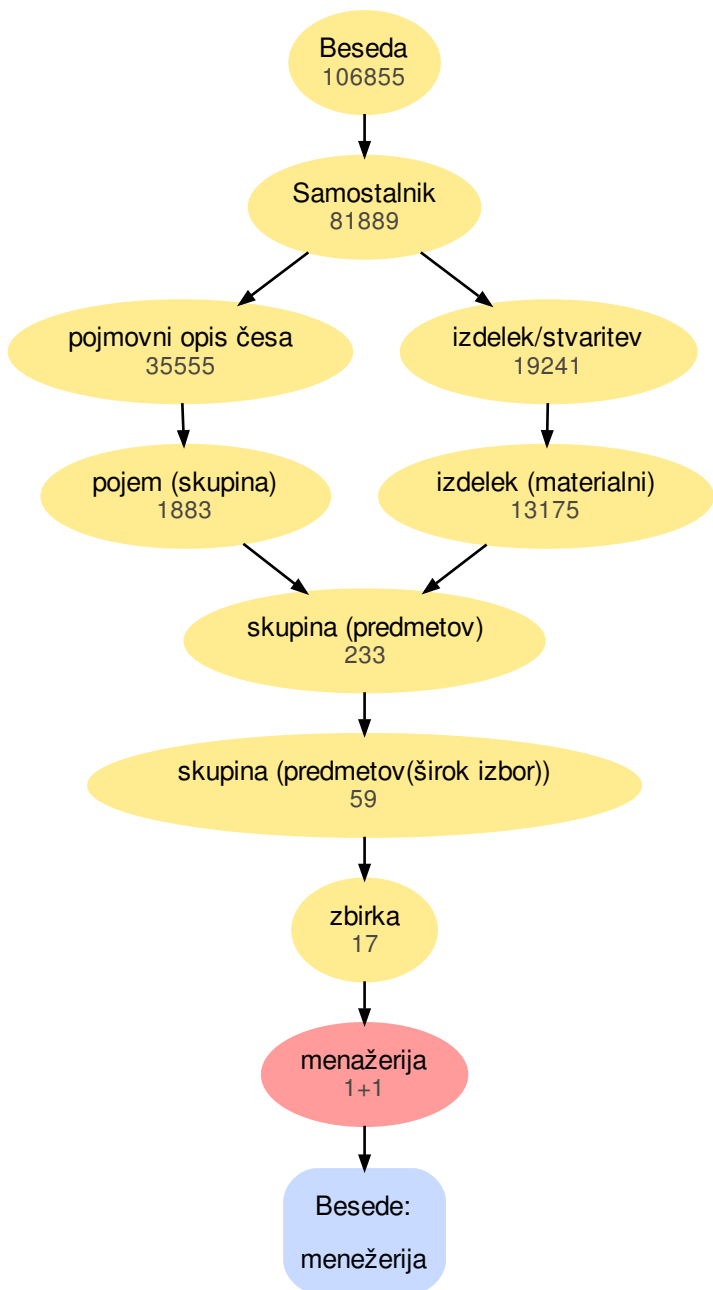 Beseda
106855
Samostalnik
81889
pojmovni opis česa
35555
izdelek/stvaritev
19241
pojem (skupina)
1883
izdelek (materialni)
13175
skupina (predmetov)
233
skupina (predmetov(širok izbor))
59
zbirka
17
menažerija
1+1
Besede:
menežerija